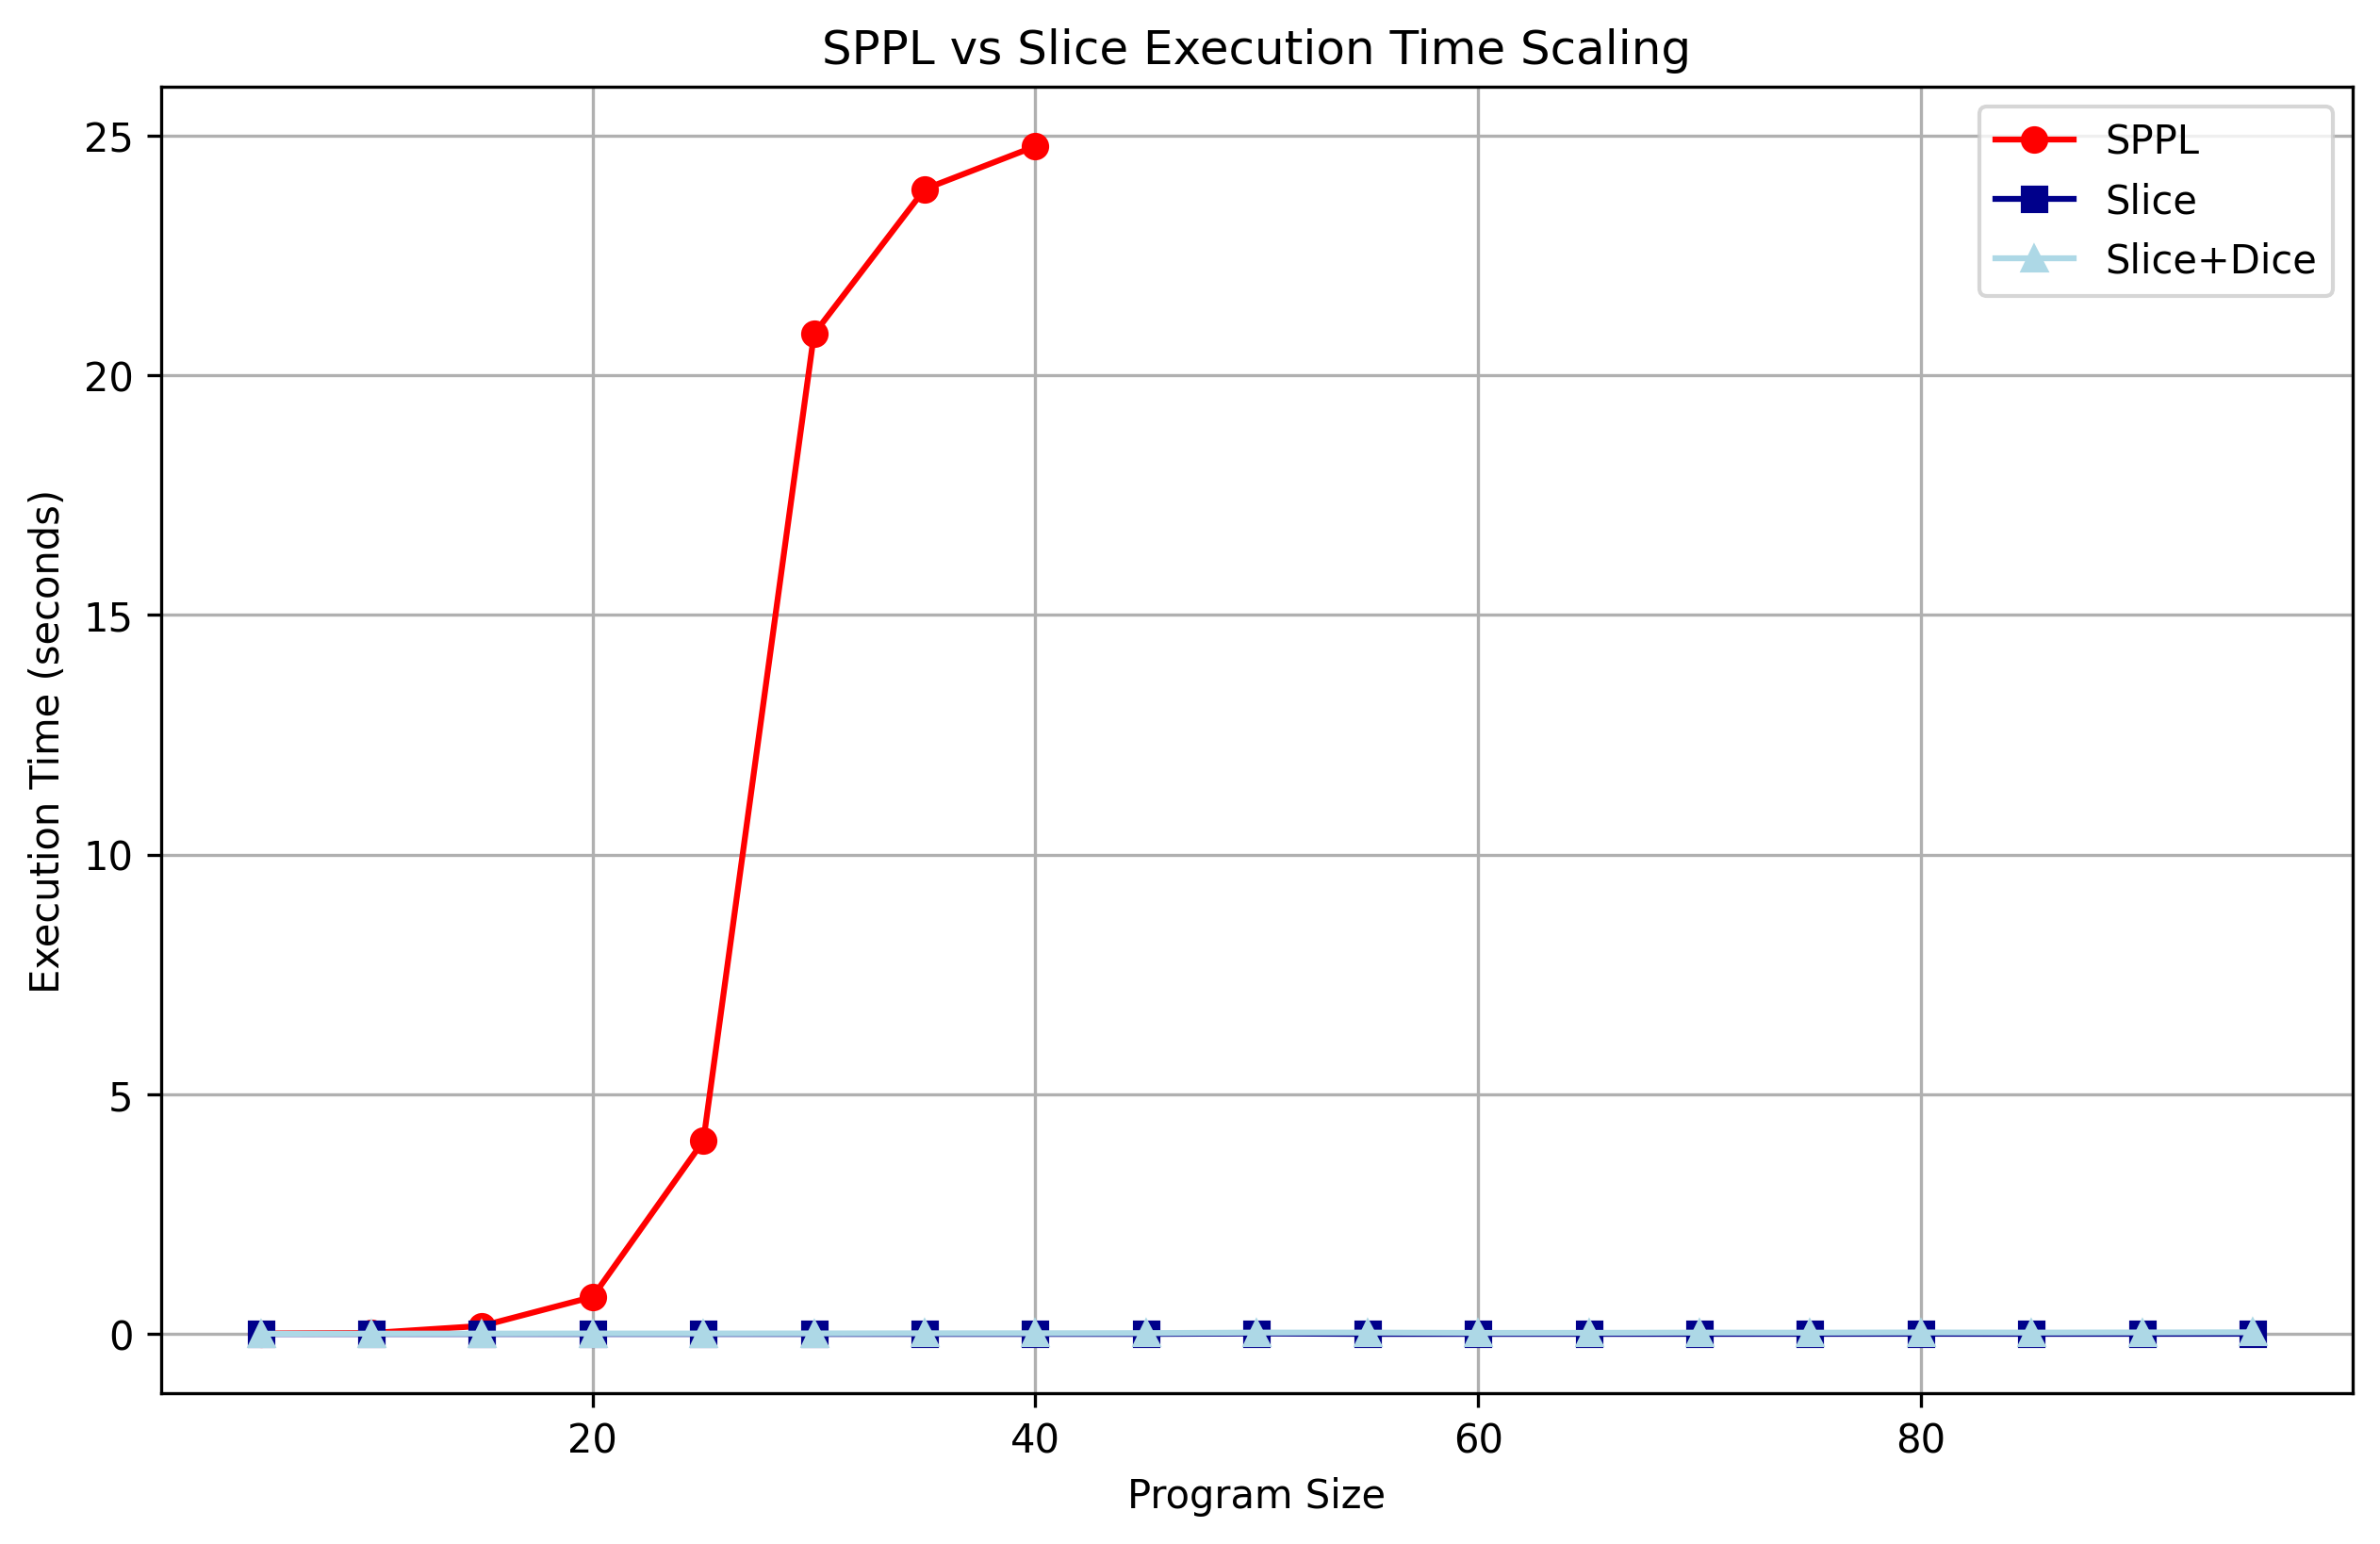 SPPL vs Slice Execution Time Scaling
SPPL
Slice
Slice+Dice
Execution Time (seconds)
25
20
15
10
5
0
20 40 60 80
Program Size